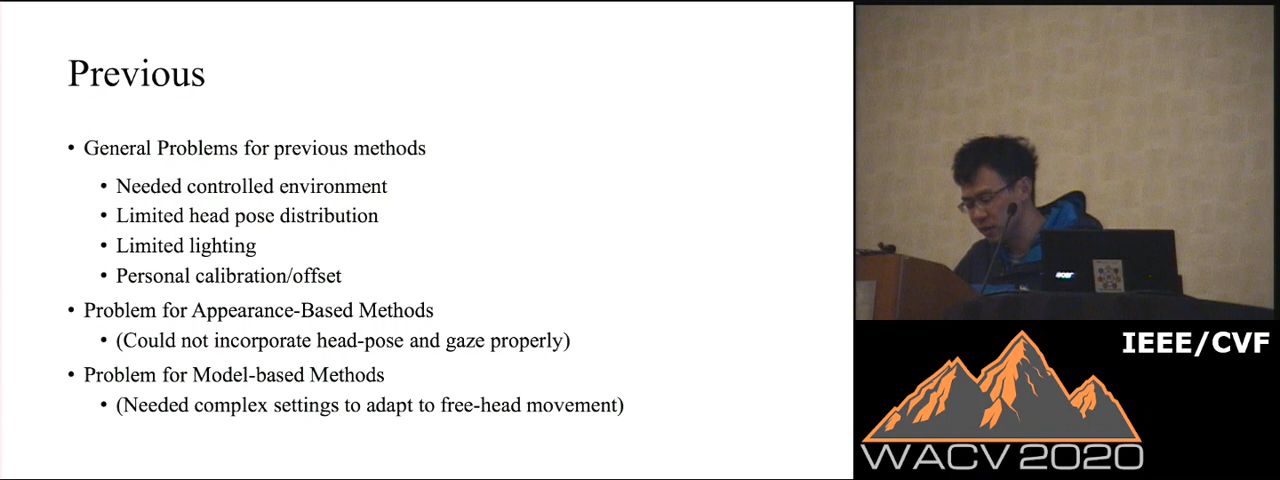 Previous
• General Problems for previous methods
• Needed controlled environment
• Limited head pose distribution
• Limited lighting
• Personal calibration/offset
• Problem for Appearance-Based Methods
• (Could not incorporate head-pose and gaze properly)
• Problem for Model-based Methods
• (Needed complex settings to adapt to free-head movement)
acer
IEEE/CVF
WACV 2020